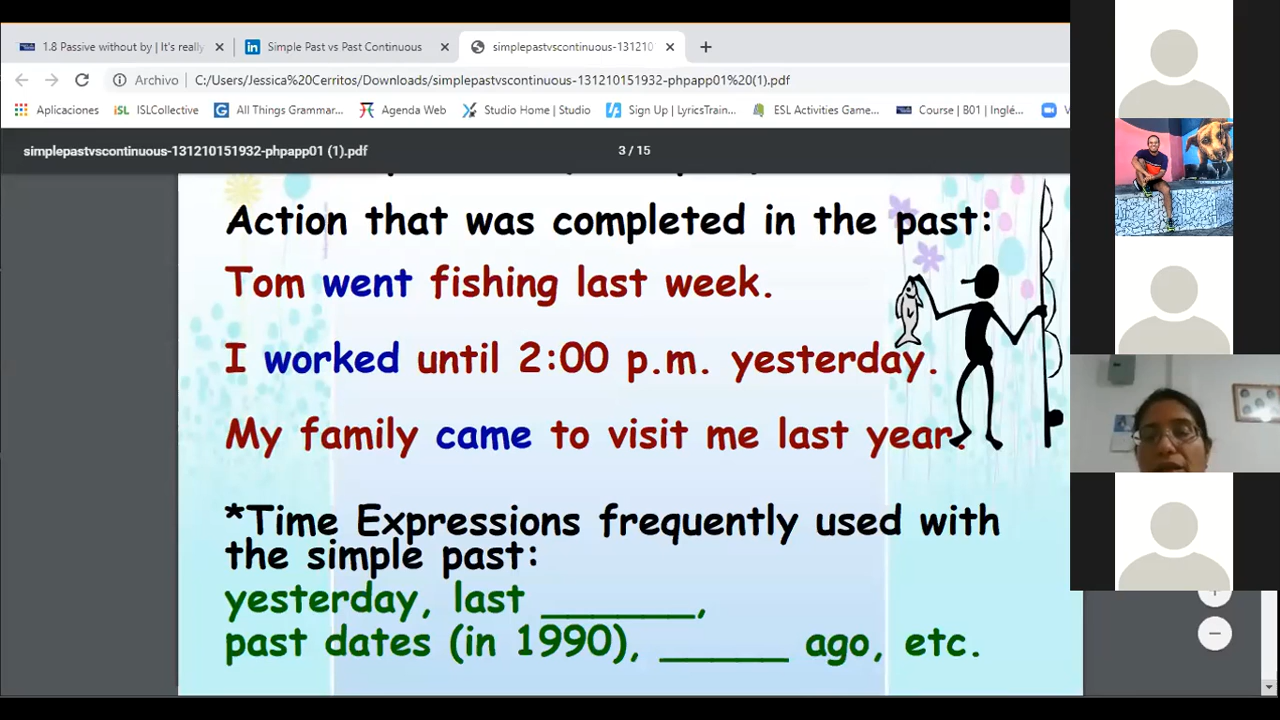 1.8 Passive without by | It's really
Simple Past vs Past Continuous
simplepastvscontinuous-131210
Archivo
C:/Users/Jessica%20Cerritos/Downloads/simplepastvscontinuous-131210151932-phpapp01%20(1).pdf
Aplicaciones
iSL ISLCollective
All Things Grammar...
Agenda Web
Studio Home | Studio
Sign Up | LyricsTrain...
ESL Activities Game...
Course | B01 | Inglé...
simplepastvscontinuous-131210151932-phpapp01 (1).pdf
3 / 15
Action that was completed in the past:
Tom went fishing last week.
I worked until 2:00 p.m. yesterday.
My family came to visit me last year.
*Time Expressions frequently used with
the simple past:
yesterday, last ______,
past dates (in 1990), _____ ago, etc.